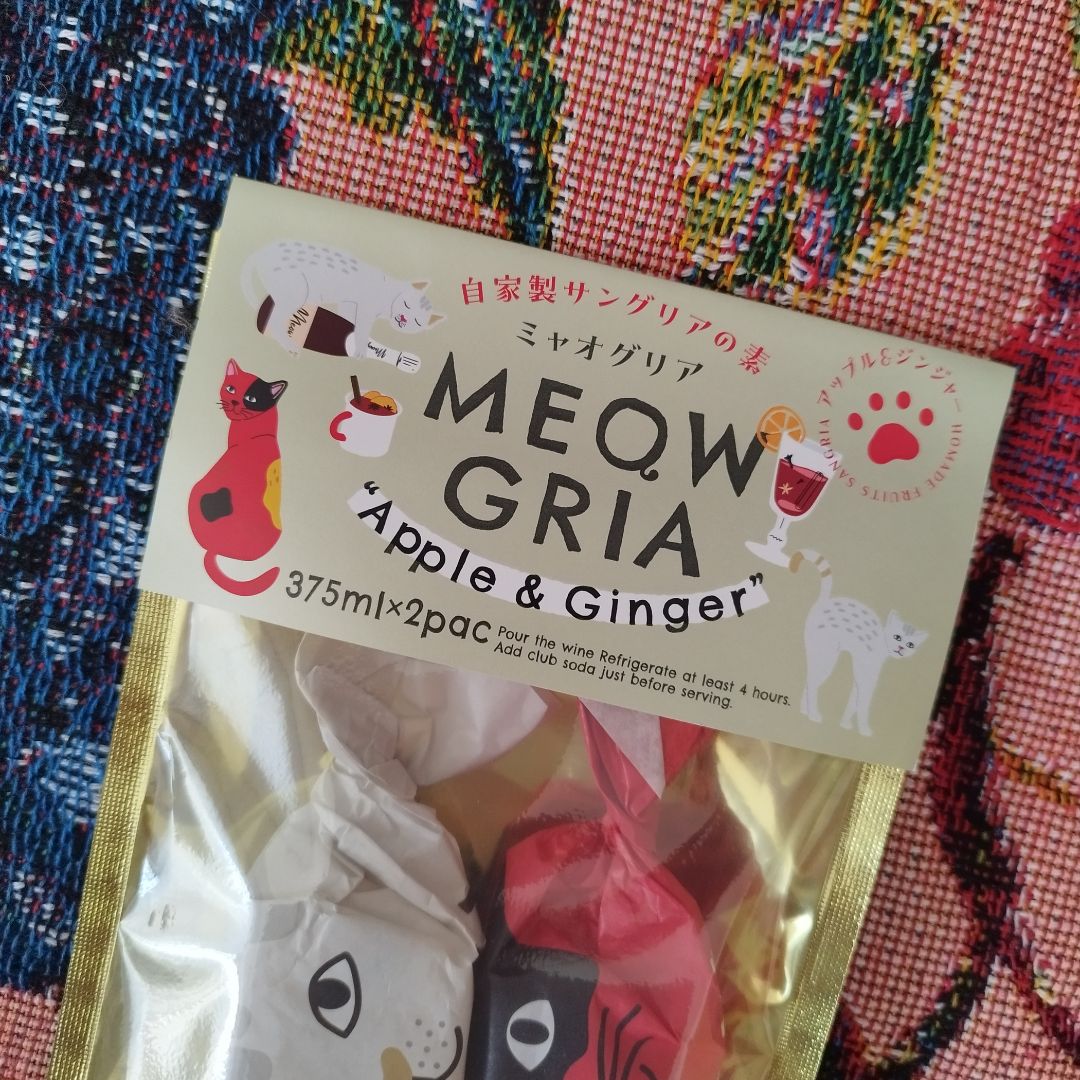 自家製サングリアの素
ミャオグリア
MEOW
GRIA
"Apple & Ginger"
375ml×2pac
Pour the wine Refrigerate at least 4 hours.
Add club soda just before serving.
アップル&ジンジャー HOMADE FRUITS SANGRIA
Meow